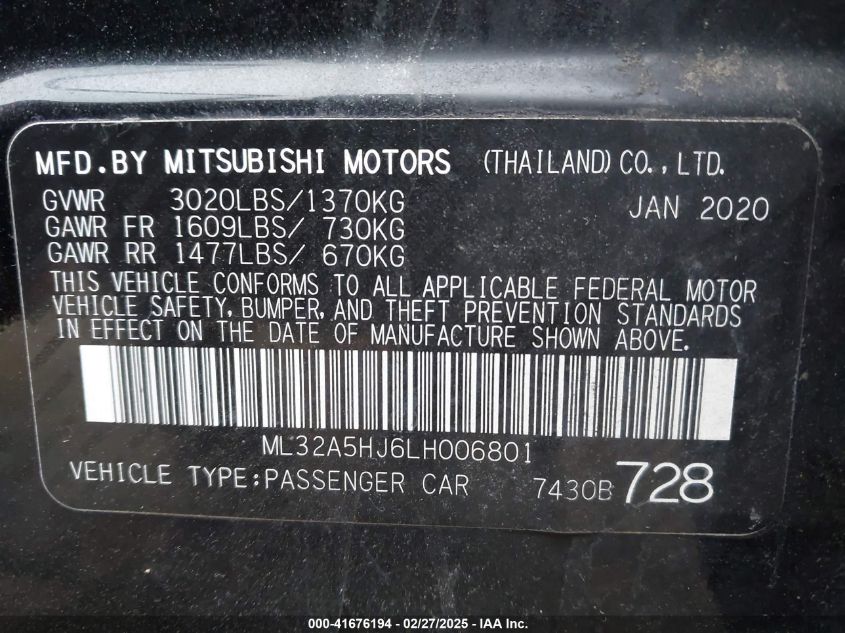 MFD.BY MITSUBISHI MOTORS (THAILAND) CO., LTD.
GVWR 3020LBS/1370KG JAN 2020
GAWR FR 1609LBS/ 730KG
GAWR RR 1477LBS/ 670KG
THIS VEHICLE CONFORMS TO ALL APPLICABLE FEDERAL MOTOR
VEHICLE SAFETY, BUMPER, AND THEFT PREVENTION STANDARDS
IN EFFECT ON THE DATE OF MANUFACTURE SHOWN ABOVE.
ML32A5HJ6LH006801
VEHICLE TYPE:PASSENGER CAR 7430B 728
000-41676194 — 02/27/2025 — IAA Inc.